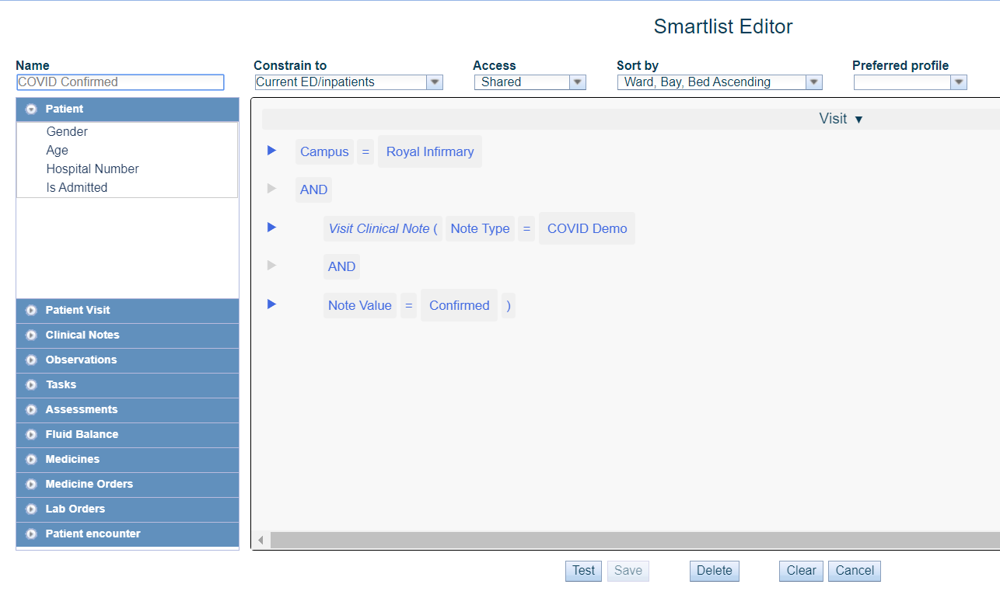 Smartlist Editor
Name Constrain to Access Sort by Preferred profile
COVID Confirmed Current ED/inpatients Shared Ward, Bay, Bed Ascending
Patient
Gender
Age
Hospital Number
Is Admitted
Patient Visit
Clinical Notes
Observations
Tasks
Assessments
Fluid Balance
Medicines
Medicine Orders
Lab Orders
Patient encounter
Visit ▼
Campus = Royal Infirmary
AND
Visit Clinical Note ( Note Type = COVID Demo
AND
Note Value = Confirmed )
Test Save Delete Clear Cancel